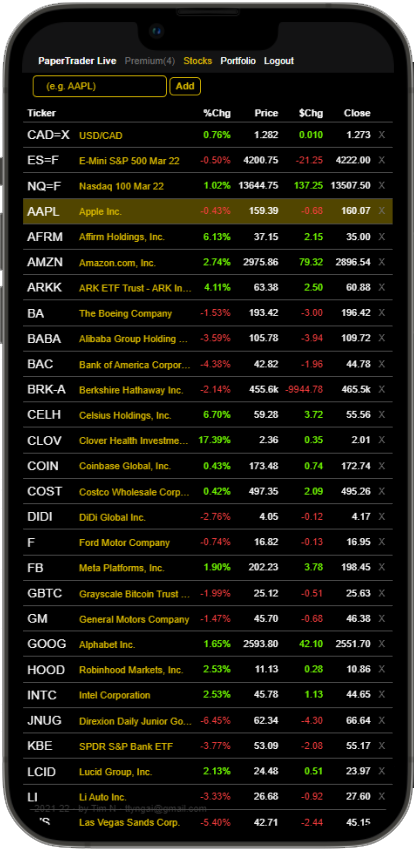 PaperTrader Live Premium(4) Stocks Portfolio Logout
(e.g. AAPL) Add
Ticker %Chg Price $Chg Close
CAD=X USD/CAD 0.76% 1.282 0.010 1.273 X
ES=F E-Mini S&P 500 Mar 22 -0.50% 4200.75 -21.25 4222.00 X
NQ=F Nasdaq 100 Mar 22 1.02% 13644.75 137.25 13507.50 X
AAPL Apple Inc. -0.43% 159.39 -0.68 160.07 X
AFRM Affirm Holdings, Inc. 6.13% 37.15 2.15 35.00 X
AMZN Amazon.com, Inc. 2.74% 2975.86 79.32 2896.54 X
ARKK ARK ETF Trust - ARK In... 4.11% 63.38 2.50 60.88 X
BA The Boeing Company -1.53% 193.42 -3.00 196.42 X
BABA Alibaba Group Holding ... -3.59% 105.78 -3.94 109.72 X
BAC Bank of America Corpor... -4.38% 42.82 -1.96 44.78 X
BRK-A Berkshire Hathaway Inc. -2.14% 455.6k -9944.78 465.5k X
CELH Celsius Holdings, Inc. 6.70% 59.28 3.72 55.56 X
CLOV Clover Health Investme... 17.39% 2.36 0.35 2.01 X
COIN Coinbase Global, Inc. 0.43% 173.48 0.74 172.74 X
COST Costco Wholesale Corp... 0.42% 497.35 2.09 495.26 X
DIDI DiDi Global Inc. -2.76% 4.05 -0.12 4.17 X
F Ford Motor Company -0.74% 16.82 -0.13 16.95 X
FB Meta Platforms, Inc. 1.90% 202.23 3.78 198.45 X
GBTC Grayscale Bitcoin Trust ... -1.99% 25.12 -0.51 25.63 X
GM General Motors Company -1.47% 45.70 -0.68 46.38 X
GOOG Alphabet Inc. 1.65% 2593.80 42.10 2551.70 X
HOOD Robinhood Markets, Inc. 2.53% 11.13 0.28 10.86 X
INTC Intel Corporation 2.53% 45.78 1.13 44.65 X
JNUG Direxion Daily Junior Go... -6.45% 62.34 -4.30 66.64 X
KBE SPDR S&P Bank ETF -3.77% 53.09 -2.08 55.17 X
LCID Lucid Group, Inc. 2.13% 24.48 0.51 23.97 X
LI Li Auto Inc. -3.33% 26.68 -0.92 27.60 X
Las Vegas Sands Corp. -5.40% 42.71 -2.44 45.15